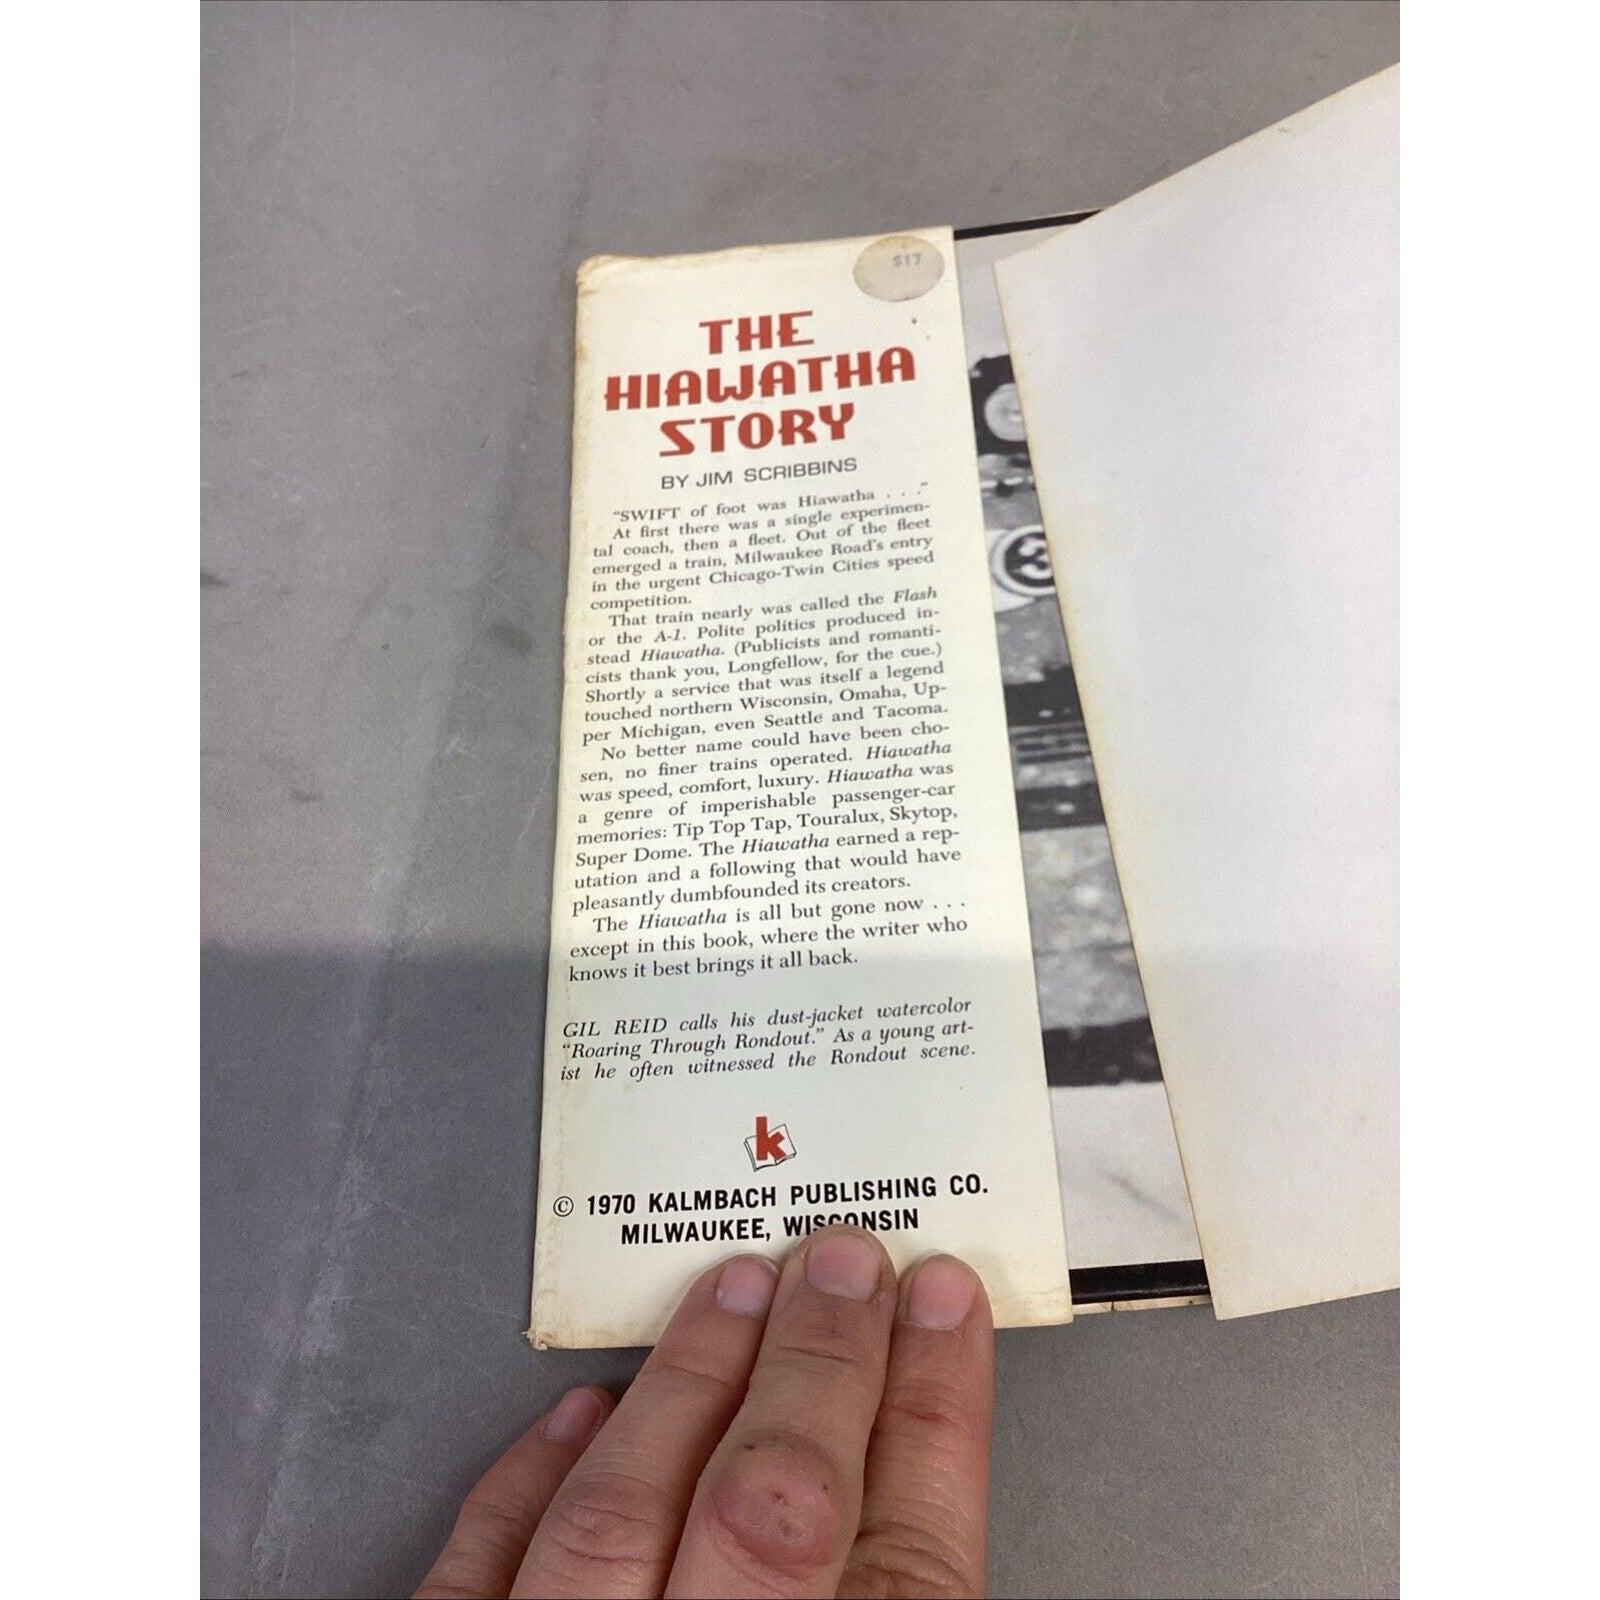 $17
THE
HIAWATHA
STORY
BY JIM SCRIBBINS
"SWIFT of foot was Hiawatha . . ."
At first there was a single experimen-
tal coach, then a fleet. Out of the fleet
emerged a train, Milwaukee Road's entry
in the urgent Chicago-Twin Cities speed
competition.
That train nearly was called the Flash
or the A-1. Polite politics produced in-
stead Hiawatha. (Publicists and romanti-
cists thank you, Longfellow, for the cue.)
Shortly a service that was itself a legend
touched northern Wisconsin, Omaha, Up-
per Michigan, even Seattle and Tacoma.
No better name could have been cho-
sen, no finer trains operated. Hiawatha
was speed, comfort, luxury. Hiawatha was
a genre of imperishable passenger-car
memories: Tip Top Tap, Touralux, Skytop,
Super Dome. The Hiawatha earned a rep-
utation and a following that would have
pleasantly dumbfounded its creators.
The Hiawatha is all but gone now . . .
except in this book, where the writer who
knows it best brings it all back.
GIL REID calls his dust-jacket watercolor
"Roaring Through Rondout." As a young art-
ist he often witnessed the Rondout scene.
k
© 1970 KALMBACH PUBLISHING CO.
MILWAUKEE, WISCONSIN
3